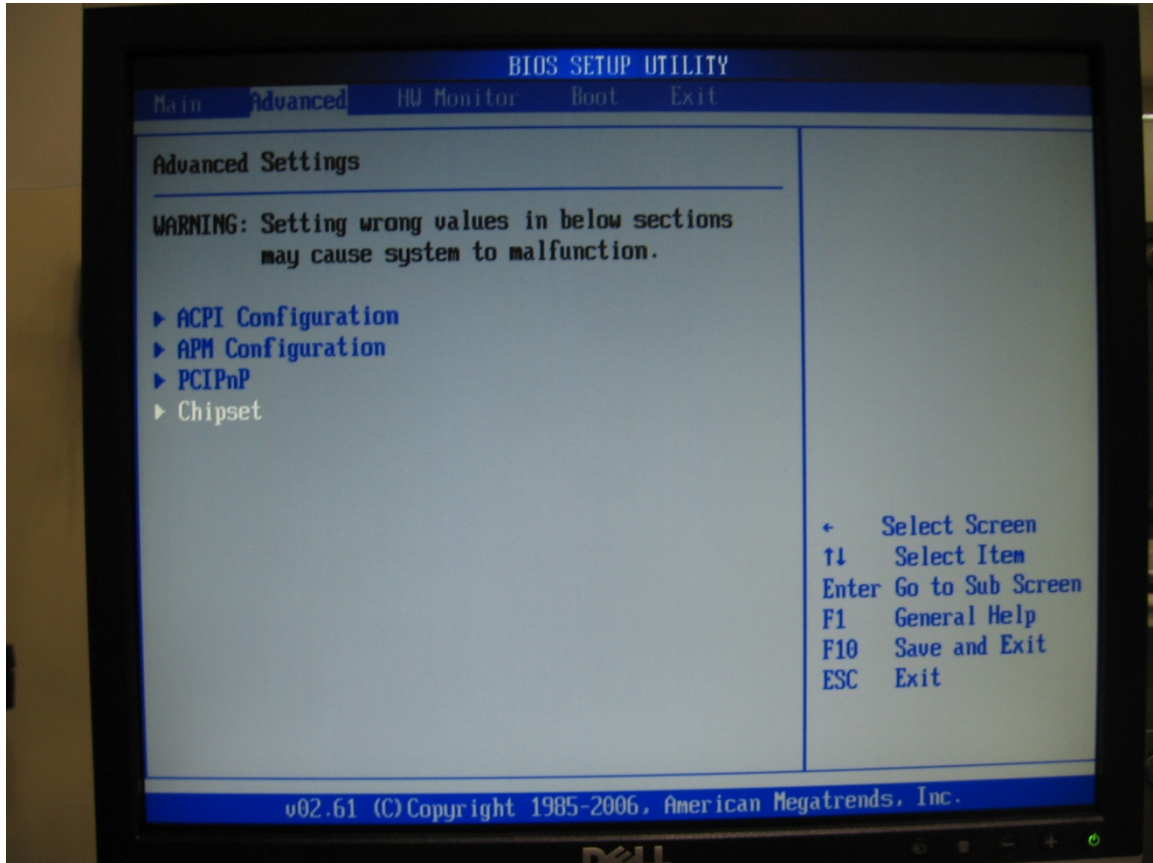 BIOS SETUP UTILITY
Main Advanced HW Monitor Boot Exit
Advanced Settings
WARNING: Setting wrong values in below sections
may cause system to malfunction.
▶ ACPI Configuration
▶ APM Configuration
▶ PCIPnP
▶ Chipset
← Select Screen
↑↓ Select Item
Enter Go to Sub Screen
F1 General Help
F10 Save and Exit
ESC Exit
v02.61 (C)Copyright 1985-2006, American Megatrends, Inc.
DELL